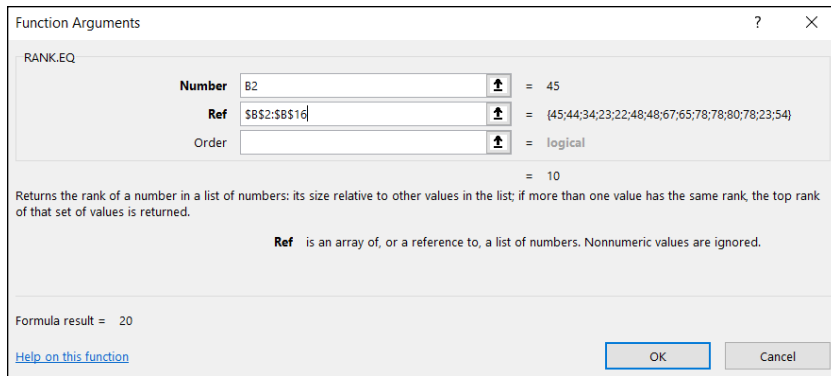 Function Arguments ? ×
RANK.EQ
Number B2 = 45
Ref $B$2:$B$16 = {45;44;34;23;22;48;48;67;65;78;78;80;78;23;54}
Order = logical
= 10
Returns the rank of a number in a list of numbers: its size relative to other values in the list; if more than one value has the same rank, the top rank
of that set of values is returned.
Ref is an array of, or a reference to, a list of numbers. Nonnumeric values are ignored.
Formula result = 20
Help on this function OK Cancel